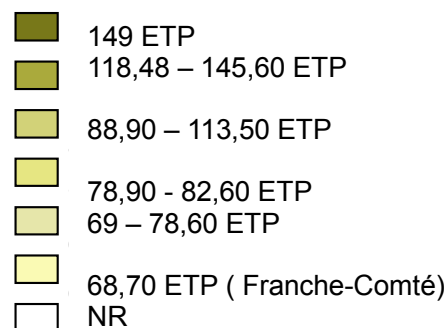 149 ETP
118,48 – 145,60 ETP
88,90 – 113,50 ETP
78,90 - 82,60 ETP
69 – 78,60 ETP
68,70 ETP ( Franche-Comté)
NR